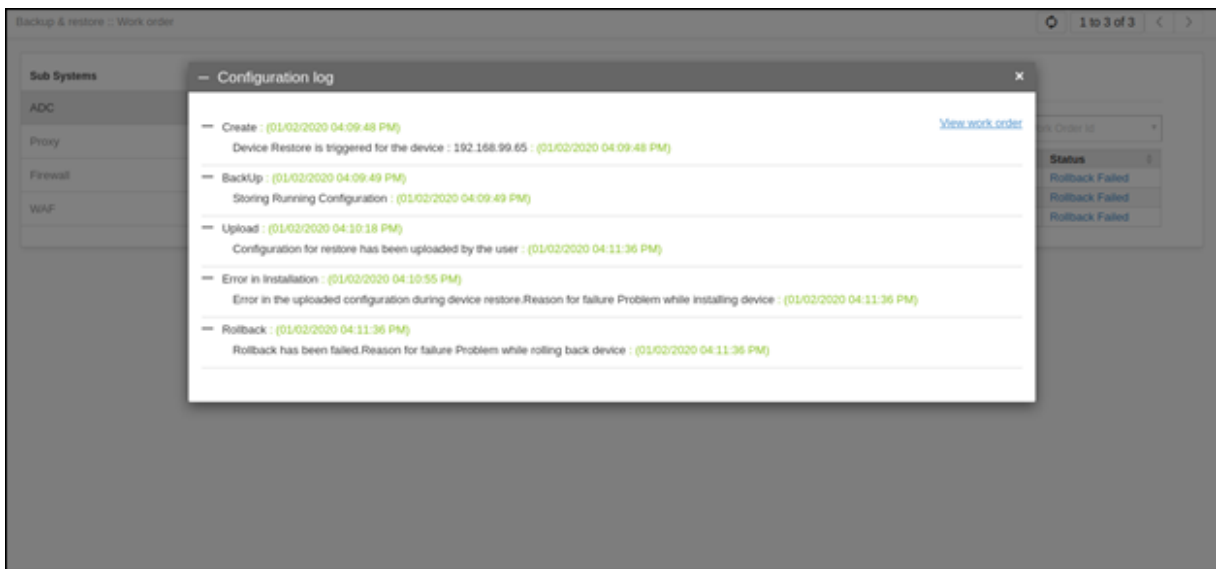 Backup & restore :: Work order
1 to 3 of 3
Sub Systems
ADC
Proxy
Firewall
WAF
Configuration log
×
View work order
Create : (01/02/2020 04:09:48 PM)
Device Restore is triggered for the device : 192.168.99.65 : (01/02/2020 04:09:48 PM)
BackUp : (01/02/2020 04:09:49 PM)
Storing Running Configuration : (01/02/2020 04:09:49 PM)
Upload : (01/02/2020 04:10:18 PM)
Configuration for restore has been uploaded by the user : (01/02/2020 04:11:36 PM)
Error in Installation : (01/02/2020 04:10:55 PM)
Error in the uploaded configuration during device restore.Reason for failure Problem while installing device : (01/02/2020 04:11:36 PM)
Rollback : (01/02/2020 04:11:36 PM)
Rollback has been failed.Reason for failure Problem while rolling back device : (01/02/2020 04:11:36 PM)
Order Id
Status
Rollback Failed
Rollback Failed
Rollback Failed